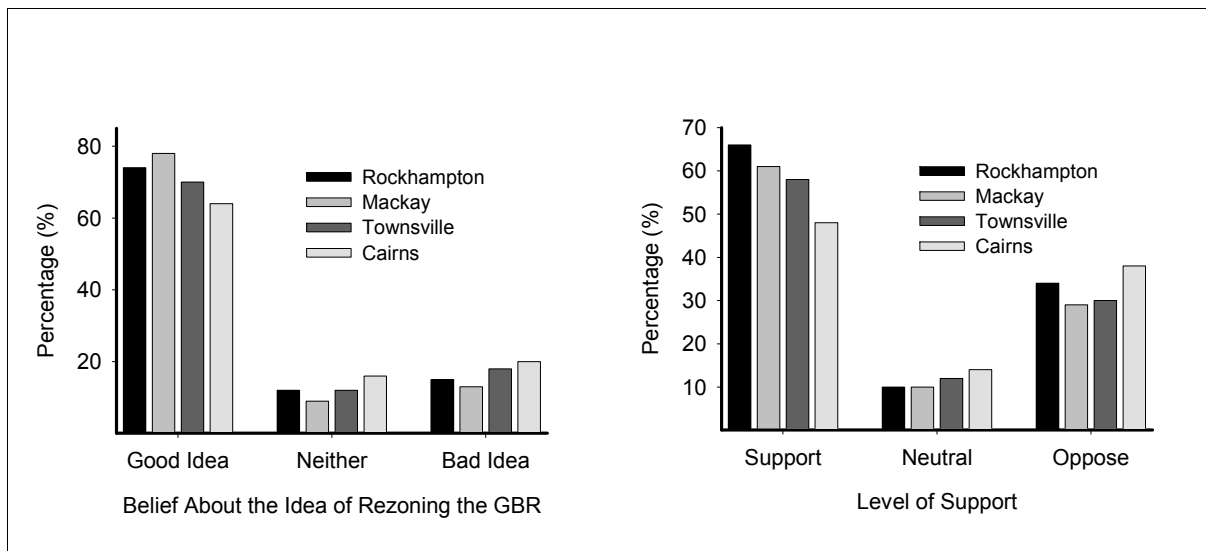 80
60
40
20
Percentage (%)
Rockhampton
Mackay
Townsville
Cairns
Good Idea Neither Bad Idea
Belief About the Idea of Rezoning the GBR
70
60
50
40
30
20
10
Percentage (%)
Rockhampton
Mackay
Townsville
Cairns
Support Neutral Oppose
Level of Support